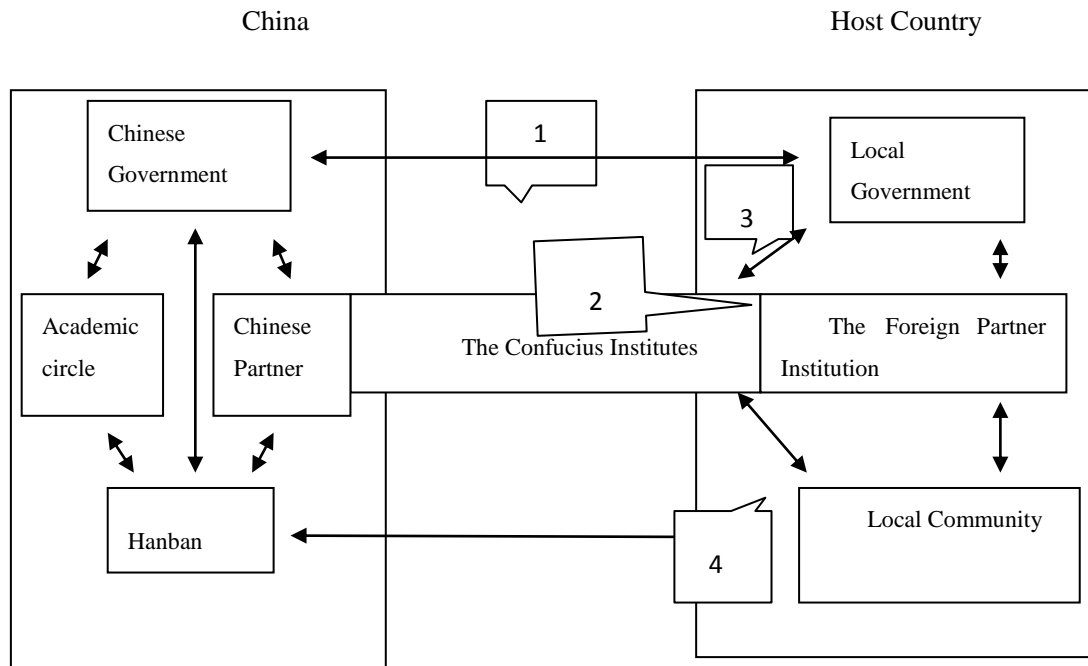 China
Host Country
Chinese
Government
1
Local
Government
3
Academic
circle
Chinese
Partner
2
The Confucius Institutes
The Foreign Partner
Institution
Hanban
4
Local Community